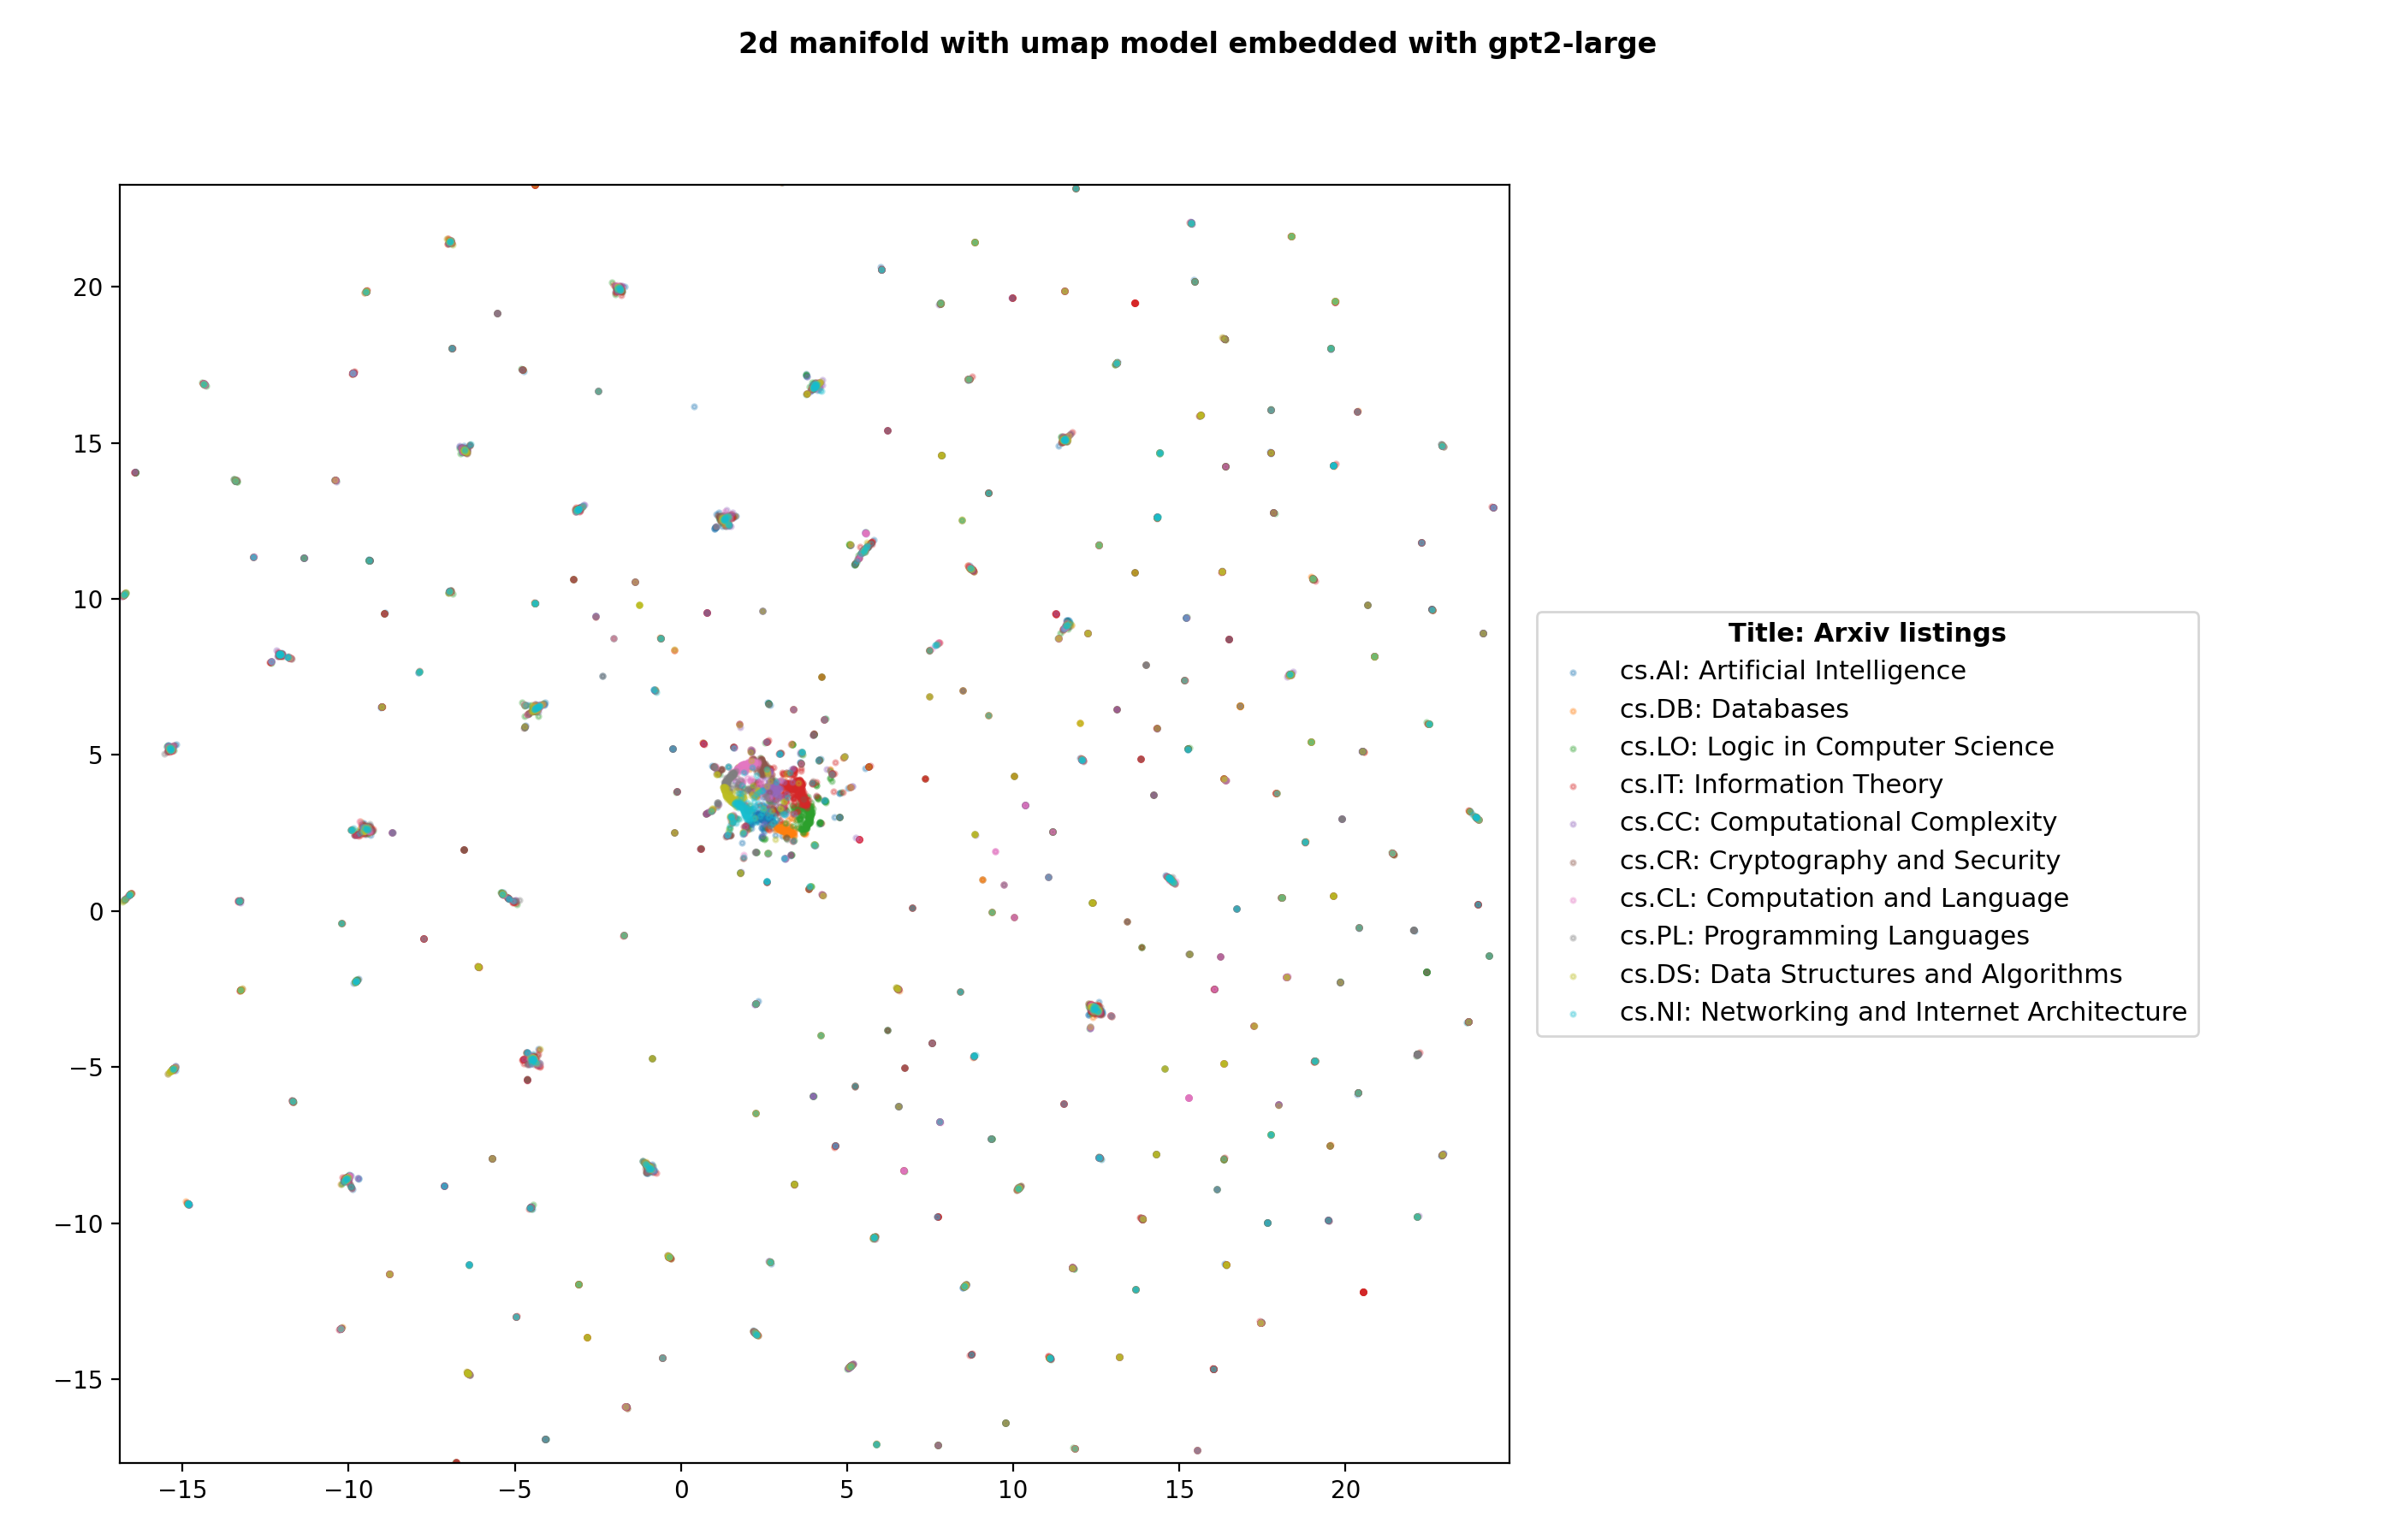 2d manifold with umap model embedded with gpt2-large
20
15
10
5
0
−5
−10
−15
−15 −10 −5 0 5 10 15 20
Title: Arxiv listings
cs.AI: Artificial Intelligence
cs.DB: Databases
cs.LO: Logic in Computer Science
cs.IT: Information Theory
cs.CC: Computational Complexity
cs.CR: Cryptography and Security
cs.CL: Computation and Language
cs.PL: Programming Languages
cs.DS: Data Structures and Algorithms
cs.NI: Networking and Internet Architecture